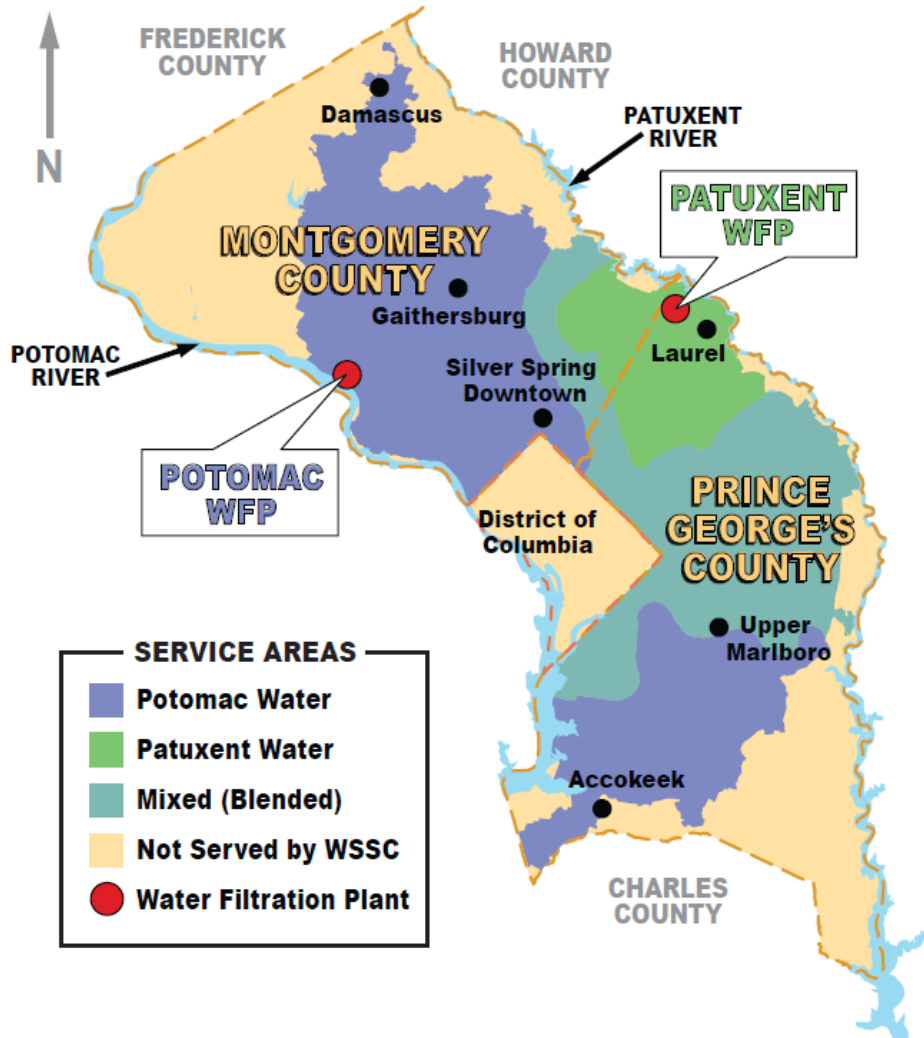 FREDERICK
COUNTY
HOWARD
COUNTY
N
Damascus
PATUXENT
RIVER
PATUXENT
WFP
MONTGOMERY
COUNTY
Gaithersburg
Laurel
POTOMAC
RIVER
Silver Spring
Downtown
POTOMAC
WFP
District of
Columbia
PRINCE
GEORGE'S
COUNTY
Upper
Marlboro
SERVICE AREAS
Potomac Water
Patuxent Water
Mixed (Blended)
Not Served by WSSC
Water Filtration Plant
Accokeek
CHARLES
COUNTY